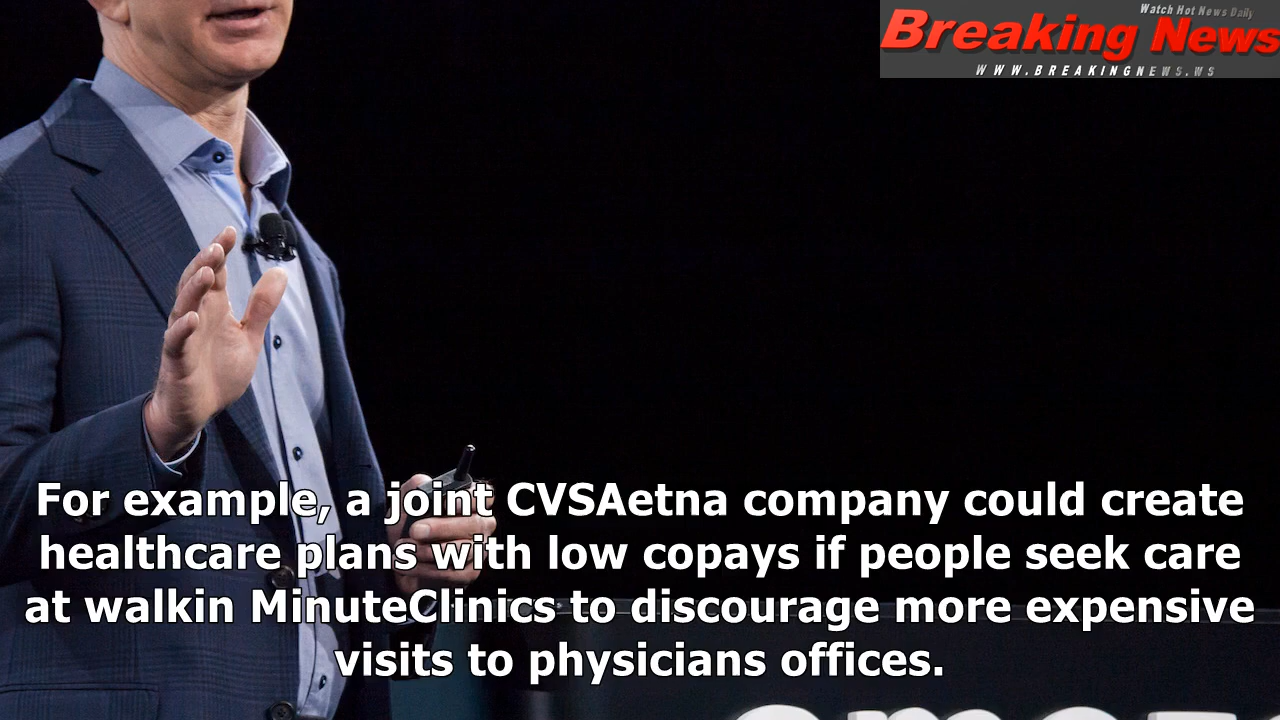 Watch Hot News Daily
Breaking News
WWW.BREAKINGNEWS.WS
For example, a joint CVSAetna company could create
healthcare plans with low copays if people seek care
at walkin MinuteClinics to discourage more expensive
visits to physicians offices.